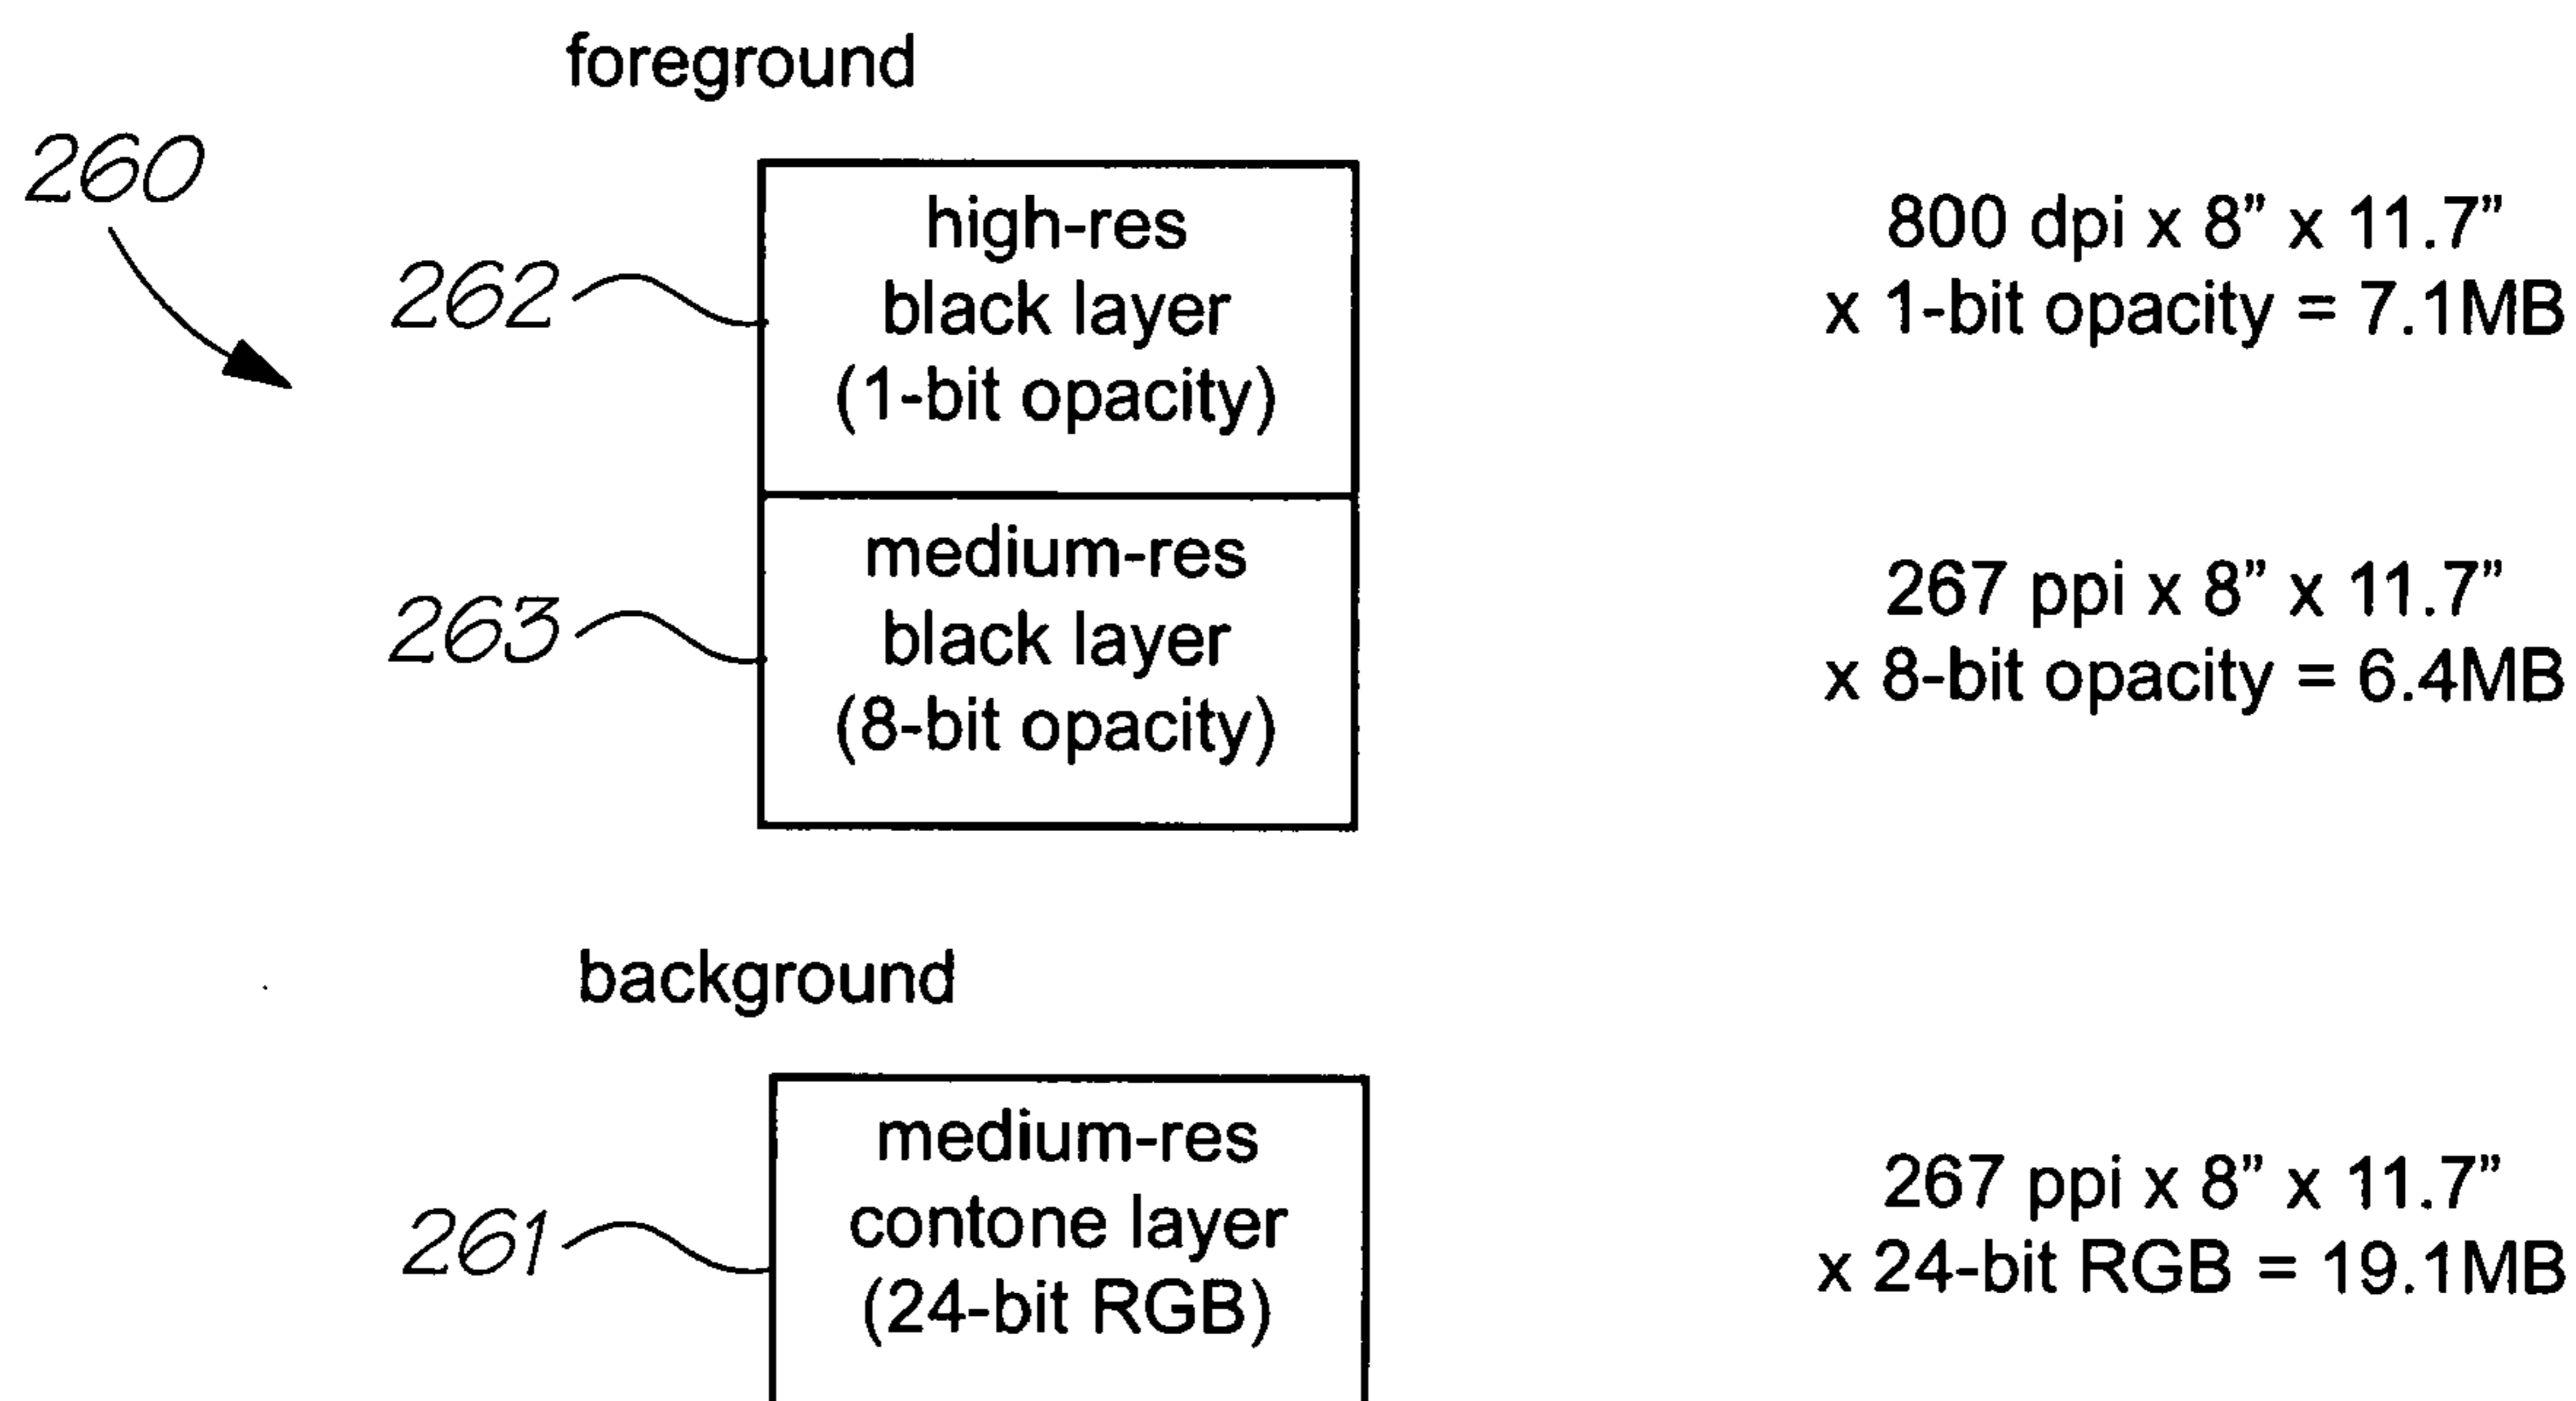 foreground
260
262
high-res
black layer
(1-bit opacity)
800 dpi x 8” x 11.7”
x 1-bit opacity = 7.1MB
263
medium-res
black layer
(8-bit opacity)
267 ppi x 8” x 11.7”
x 8-bit opacity = 6.4MB
background
261
medium-res
contone layer
(24-bit RGB)
267 ppi x 8” x 11.7”
x 24-bit RGB = 19.1MB